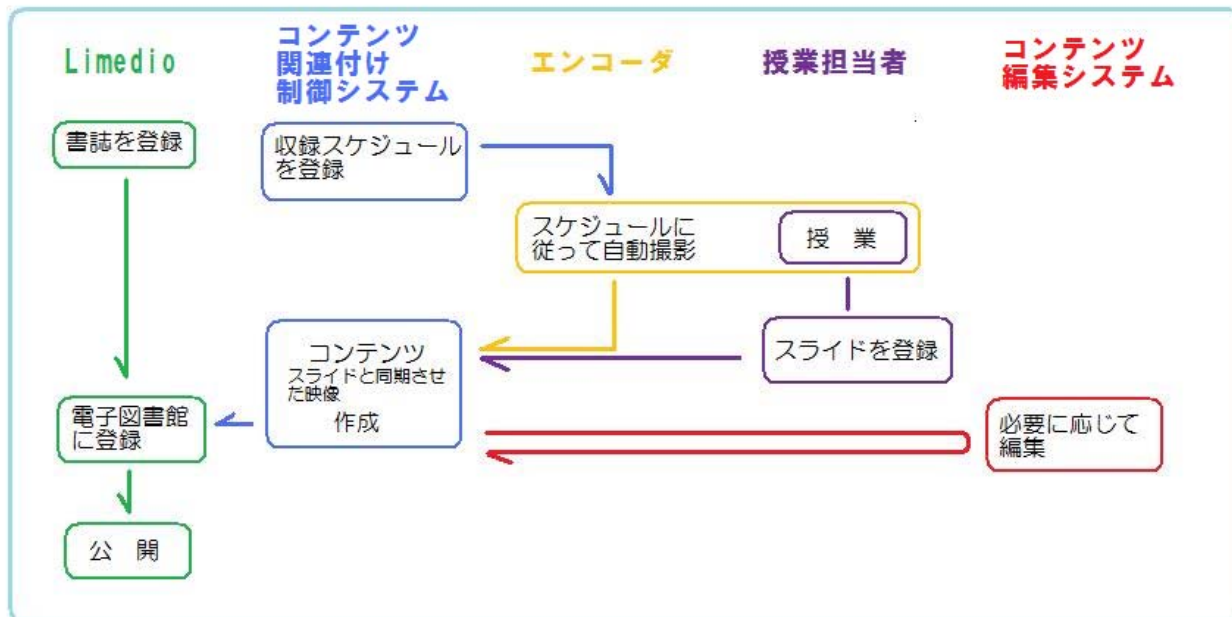 Limedio
コンテンツ
関連付け
制御システム
エンコーダ
授業担当者
コンテンツ
編集システム
書誌を登録
収録スケジュール
を登録
スケジュールに
従って自動撮影
授　業
コンテンツ
スライドと同期させ
た映像
作成
スライドを登録
電子図書館
に登録
必要に応じて
編集
公　開